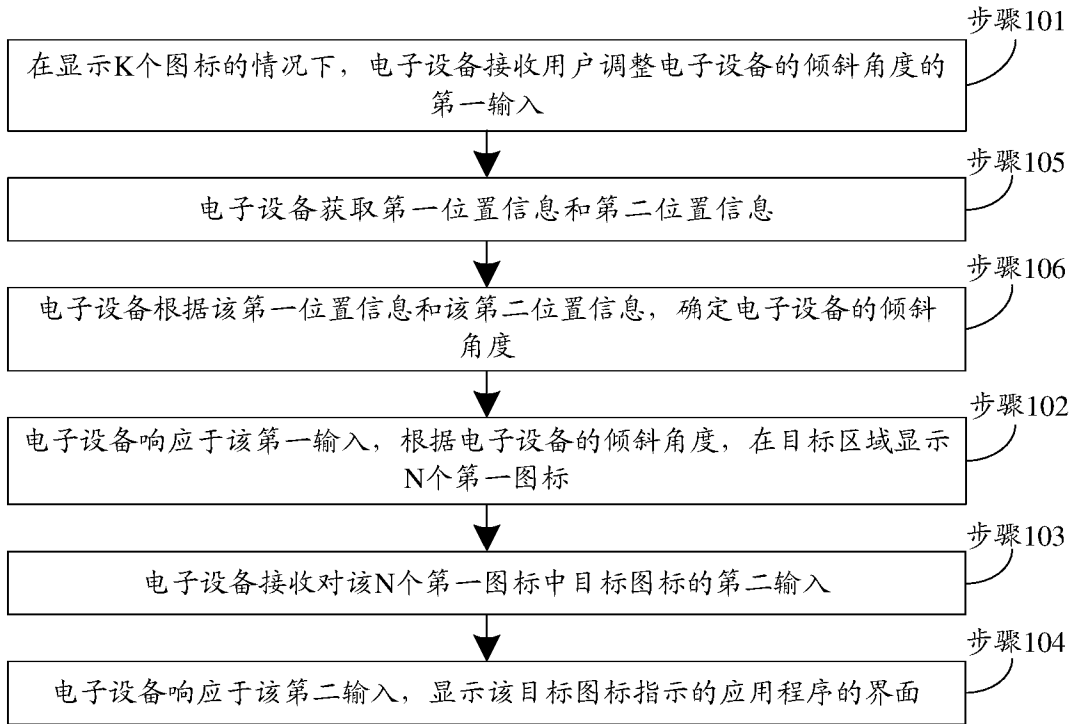 步骤101
在显示K个图标的情况下，电子设备接收用户调整电子设备的倾斜角度的
第一输入
步骤105
电子设备获取第一位置信息和第二位置信息
步骤106
电子设备根据该第一位置信息和该第二位置信息，确定电子设备的倾斜
角度
步骤102
电子设备响应于该第一输入，根据电子设备的倾斜角度，在目标区域显示
N个第一图标
步骤103
电子设备接收对该N个第一图标中目标图标的第二输入
步骤104
电子设备响应于该第二输入，显示该目标图标指示的应用程序的界面